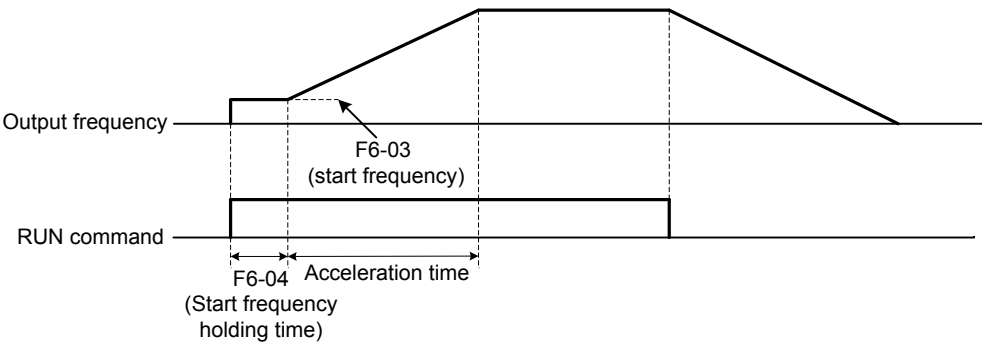 Output frequency
F6-03
(start frequency)
RUN command
F6-04
(Start frequency
holding time)
Acceleration time